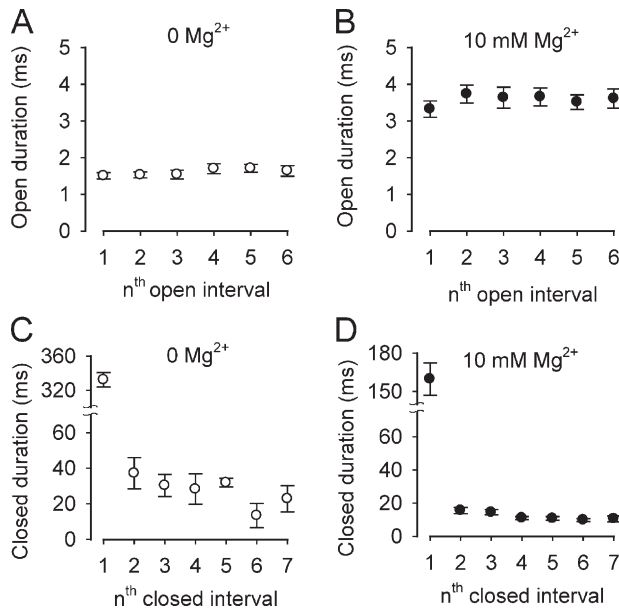 A
0 Mg²⁺
Open duration (ms)
5
4
3
2
1
0
1 2 3 4 5 6
nᵗʰ open interval
B
10 mM Mg²⁺
Open duration (ms)
5
4
3
2
1
0
1 2 3 4 5 6
nᵗʰ open interval
C
0 Mg²⁺
Closed duration (ms)
360
320
60
40
20
0
1 2 3 4 5 6 7
nᵗʰ closed interval
D
10 mM Mg²⁺
Closed duration (ms)
180
150
60
40
20
0
1 2 3 4 5 6 7
nᵗʰ closed interval